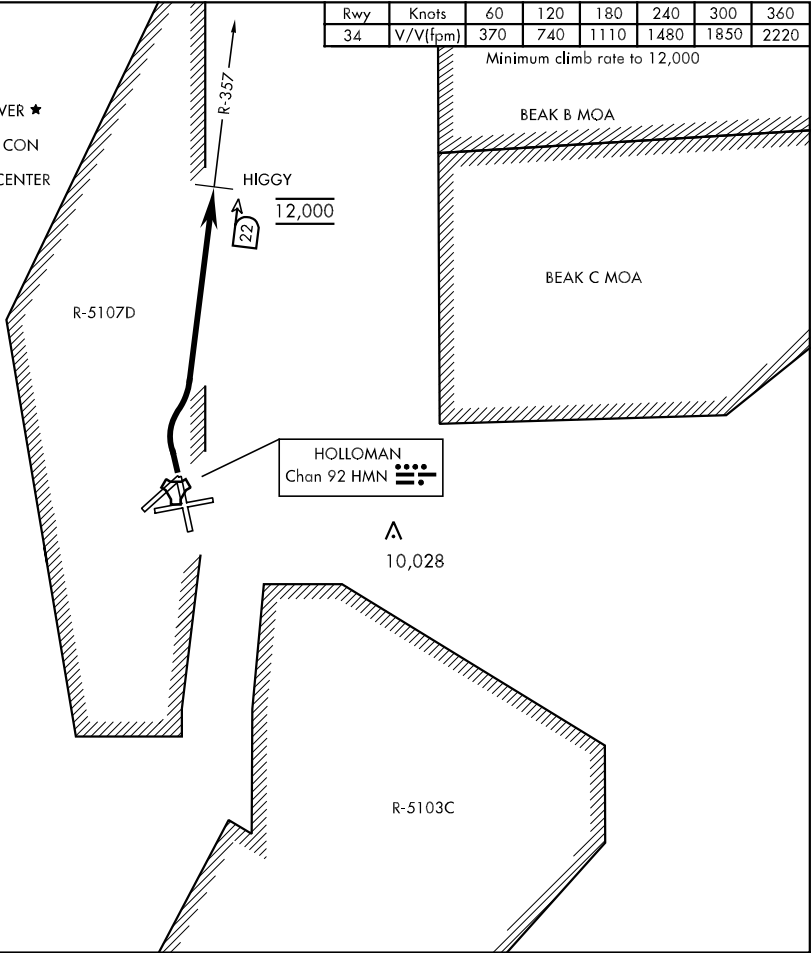 Rwy Knots 60 120 180 240 300 360
34 V/V(fpm) 370 740 1110 1480 1850 2220
Minimum climb rate to 12,000
VER ★
CON
CENTER
BEAK B MOA
R-357
HIGGY
12,000
22
BEAK C MOA
R-5107D
HOLLOMAN
Chan 92 HMN
10,028
R-5103C